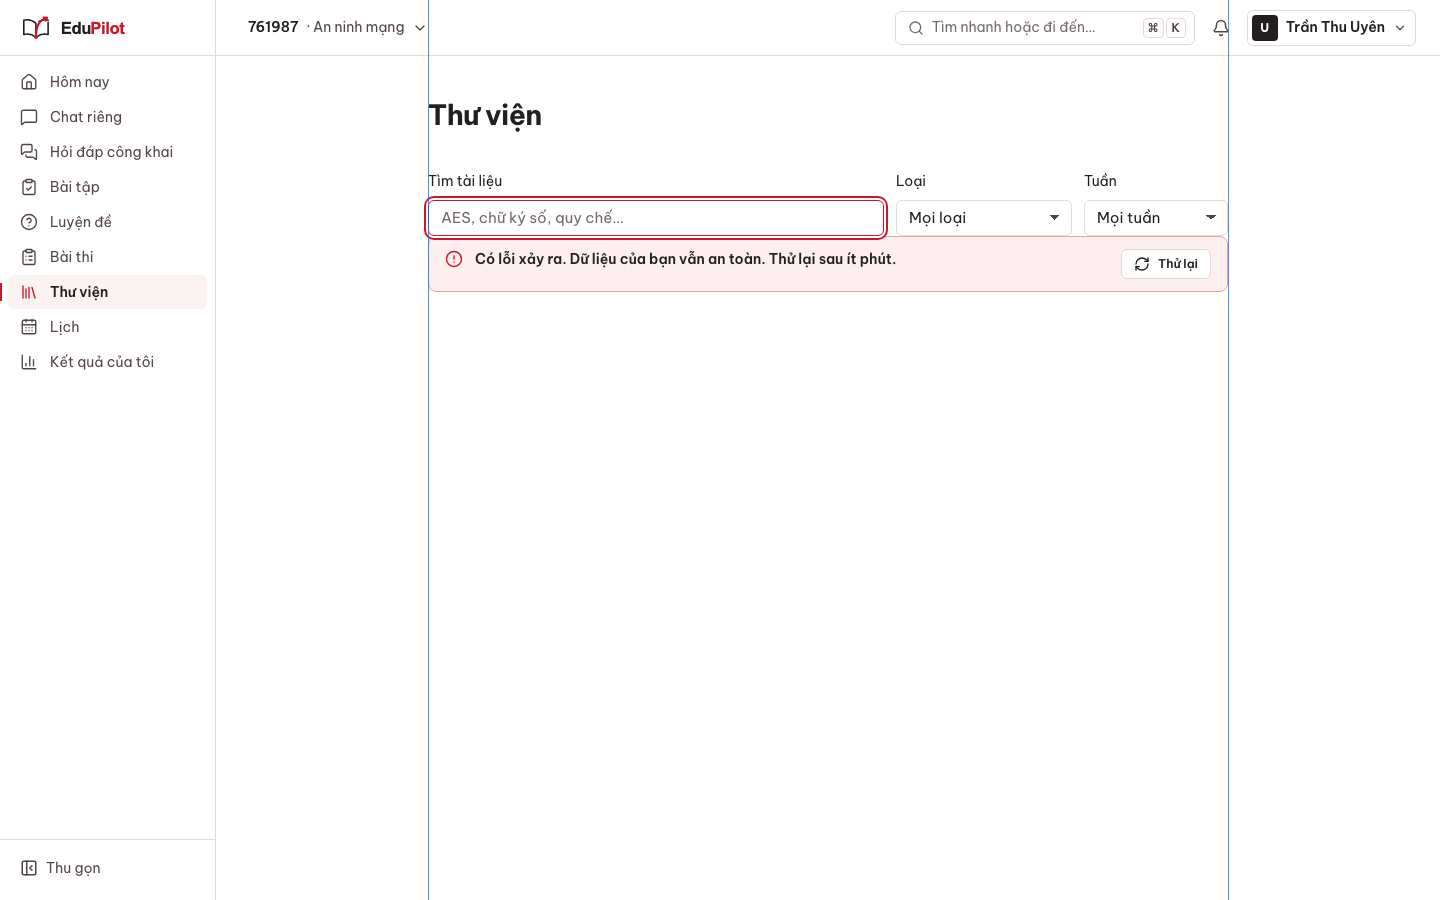 EduPilot
761987 · An ninh mạng
Tìm nhanh hoặc đi đến...
⌘ K
U Trần Thu Uyên
Hôm nay
Chat riêng
Hỏi đáp công khai
Bài tập
Luyện đề
Bài thi
Thư viện
Lịch
Kết quả của tôi
Thu gọn
Thư viện
Tìm tài liệu
AES, chữ ký số, quy chế...
Loại
Mọi loại
Tuần
Mọi tuần
Có lỗi xảy ra. Dữ liệu của bạn vẫn an toàn. Thử lại sau ít phút.
Thử lại